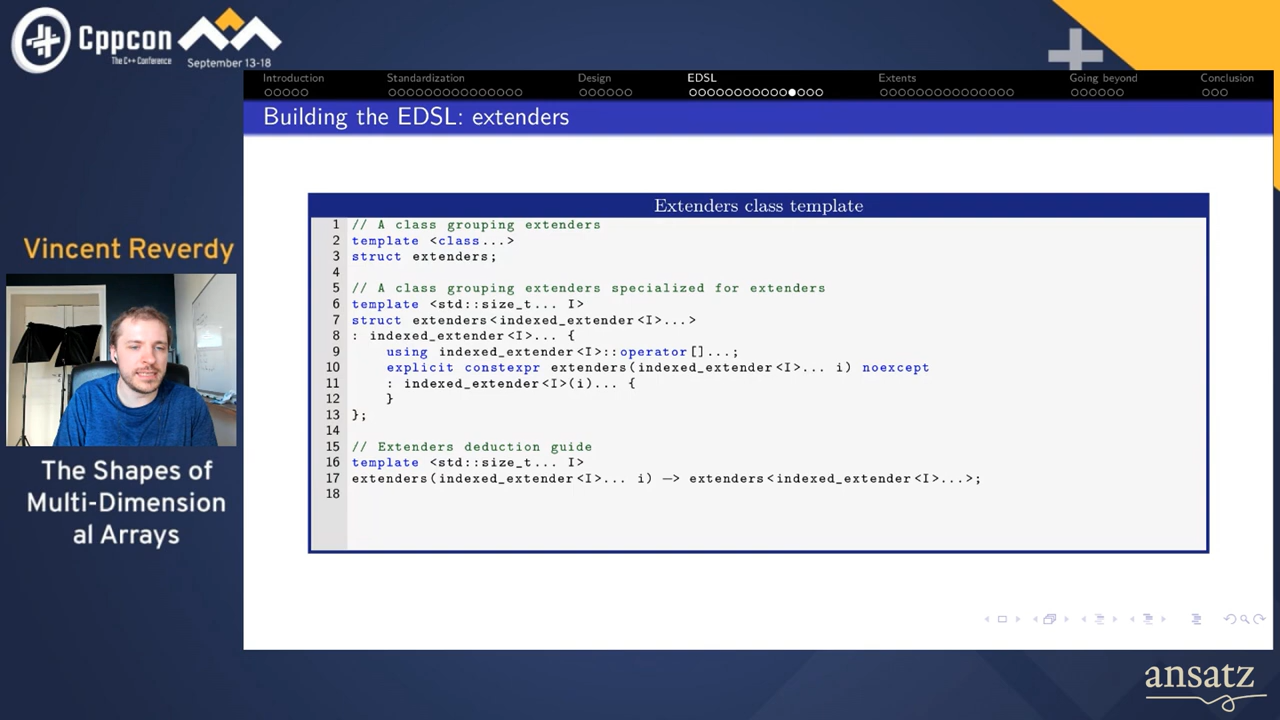 Cppcon
The C++ Conference
September 13-18
Introduction Standardization Design EDSL Extents Going beyond Conclusion
Building the EDSL: extenders
Vincent Reverdy
The Shapes of
Multi-Dimension
al Arrays
Extenders class template
1 // A class grouping extenders
2 template <class...>
3 struct extenders;
4
5 // A class grouping extenders specialized for extenders
6 template <std::size_t... I>
7 struct extenders<indexed_extender<I>...>
8 : indexed_extender<I>... {
9 using indexed_extender<I>::operator[]...;
10 explicit constexpr extenders(indexed_extender<I>... i) noexcept
11 : indexed_extender<I>(i)... {
12 }
13 };
14
15 // Extenders deduction guide
16 template <std::size_t... I>
17 extenders(indexed_extender<I>... i) —> extenders<indexed_extender<I>...>;
18
ansatz